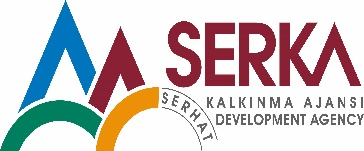 SERKA
SERHAT
KALKINMA AJANSI
DEVELOPMENT AGENCY